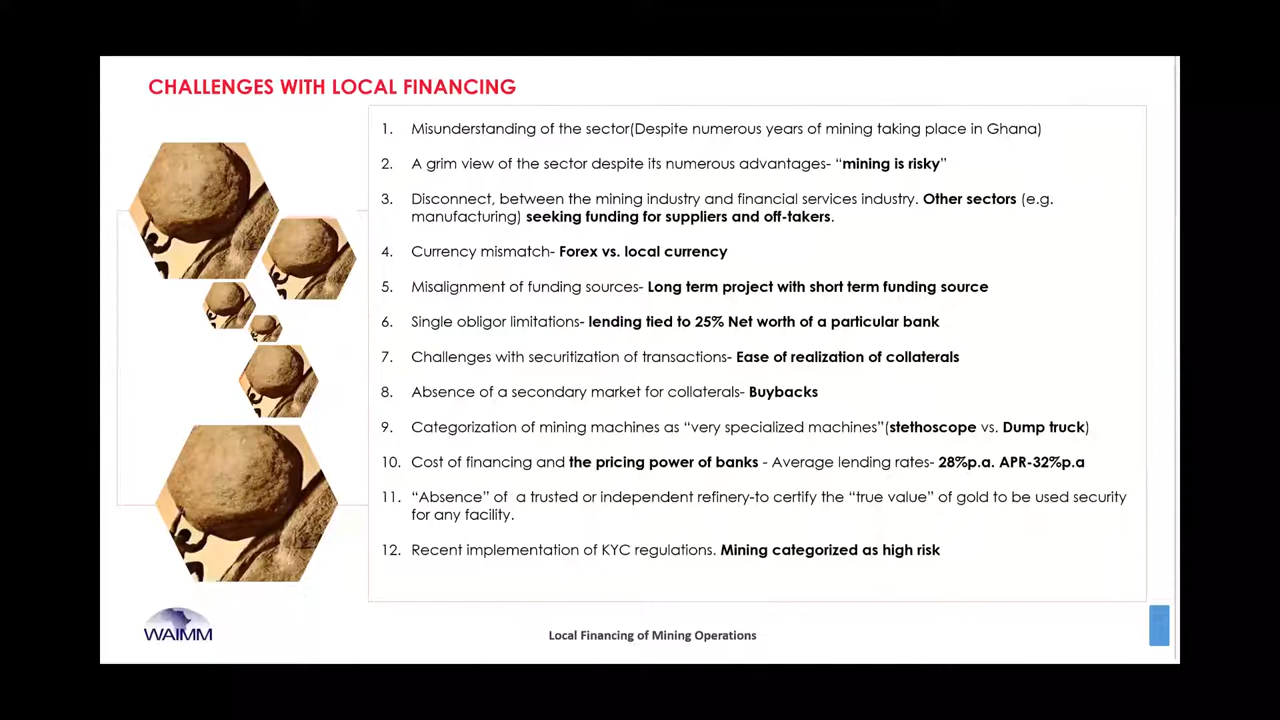 CHALLENGES WITH LOCAL FINANCING
1. Misunderstanding of the sector(Despite numerous years of mining taking place in Ghana)
2. A grim view of the sector despite its numerous advantages- “mining is risky”
3. Disconnect, between the mining industry and financial services industry. Other sectors (e.g.
manufacturing) seeking funding for suppliers and off-takers.
4. Currency mismatch- Forex vs. local currency
5. Misalignment of funding sources- Long term project with short term funding source
6. Single obligor limitations- lending tied to 25% Net worth of a particular bank
7. Challenges with securitization of transactions- Ease of realization of collaterals
8. Absence of a secondary market for collaterals- Buybacks
9. Categorization of mining machines as “very specialized machines”(stethoscope vs. Dump truck)
10. Cost of financing and the pricing power of banks - Average lending rates- 28%p.a. APR-32%p.a
11. “Absence” of a trusted or independent refinery-to certify the “true value” of gold to be used security
for any facility.
12. Recent implementation of KYC regulations. Mining categorized as high risk
WAIMM
Local Financing of Mining Operations